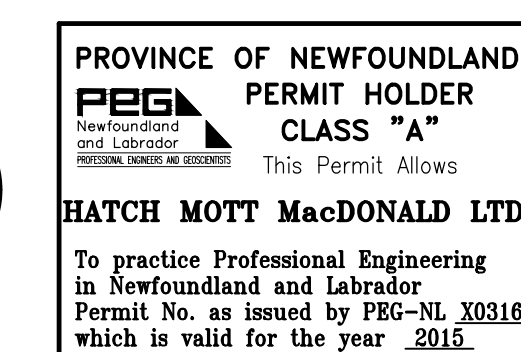 PROVINCE OF NEWFOUNDLAND
PEG
Newfoundland
and Labrador
PROFESSIONAL ENGINEERS AND GEOSCIENTISTS
PERMIT HOLDER
CLASS "A"
This Permit Allows
HATCH MOTT MacDONALD LTD
To practice Professional Engineering
in Newfoundland and Labrador
Permit No. as issued by PEG-NL X0316
which is valid for the year 2015